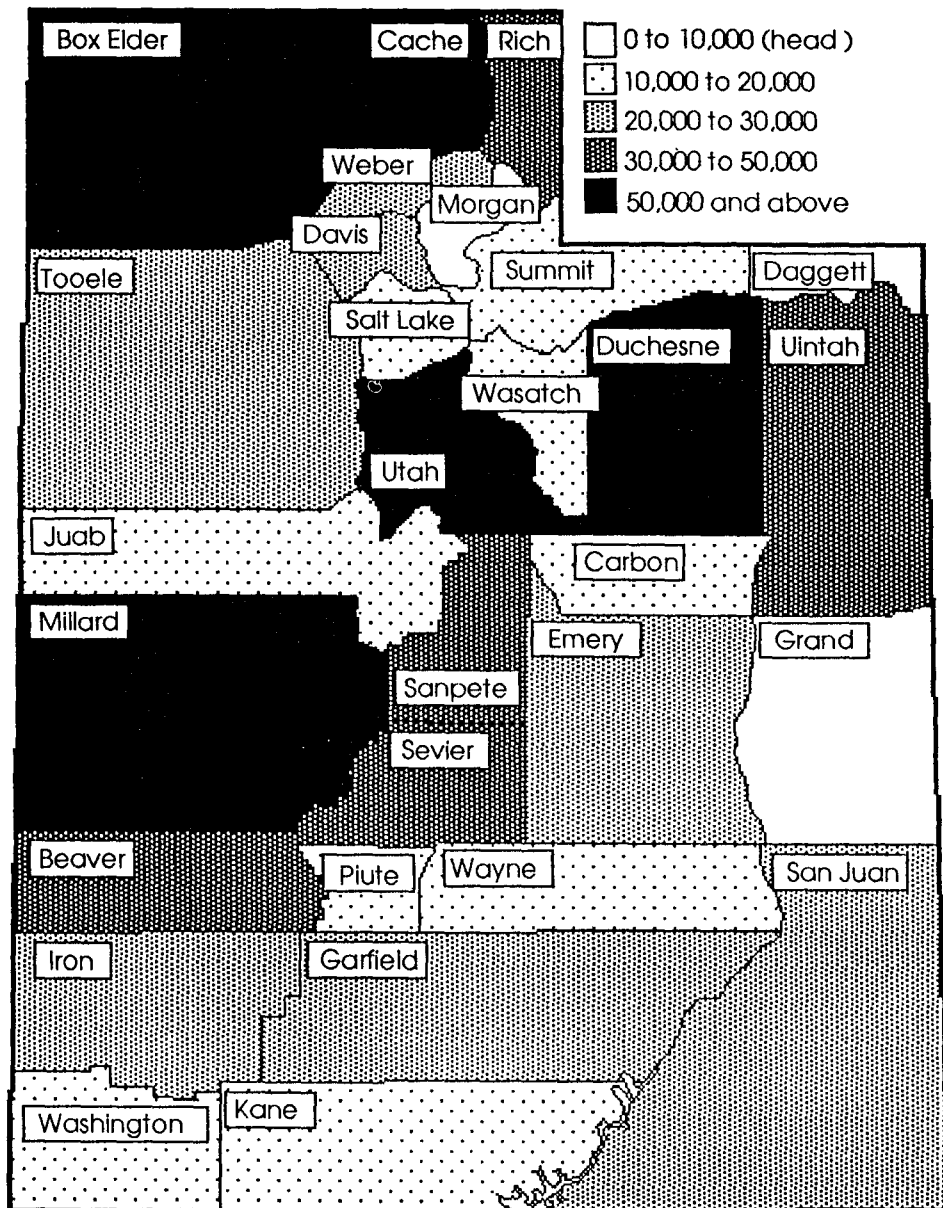 Box Elder
Cache
Rich
0 to 10,000 (head )
10,000 to 20,000
20,000 to 30,000
30,000 to 50,000
50,000 and above
Weber
Morgan
Davis
Tooele
Summit
Daggett
Salt Lake
Duchesne
Uintah
Wasatch
Utah
Juab
Carbon
Millard
Emery
Grand
Sanpete
Sevier
Beaver
Piute
Wayne
San Juan
Iron
Garfield
Kane
Washington